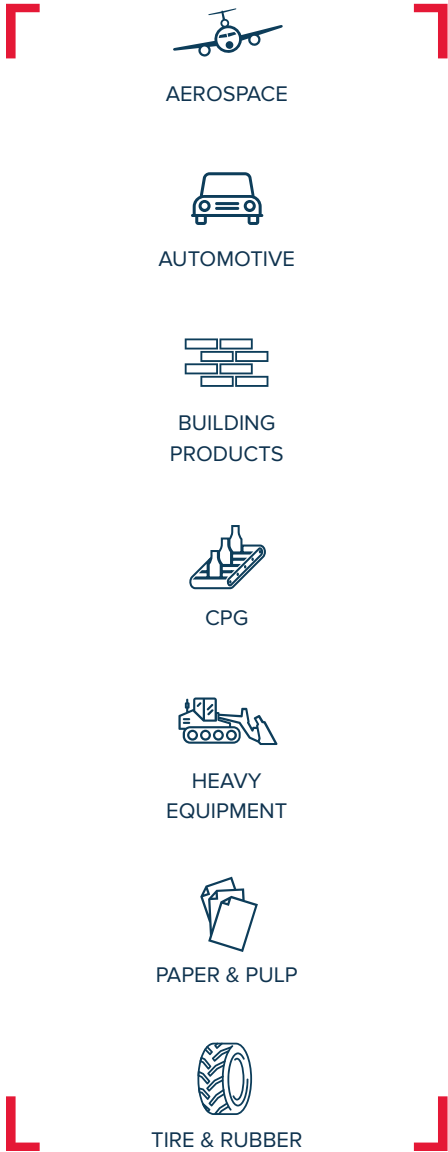 AEROSPACE
AUTOMOTIVE
BUILDING
PRODUCTS
CPG
HEAVY
EQUIPMENT
PAPER & PULP
TIRE & RUBBER